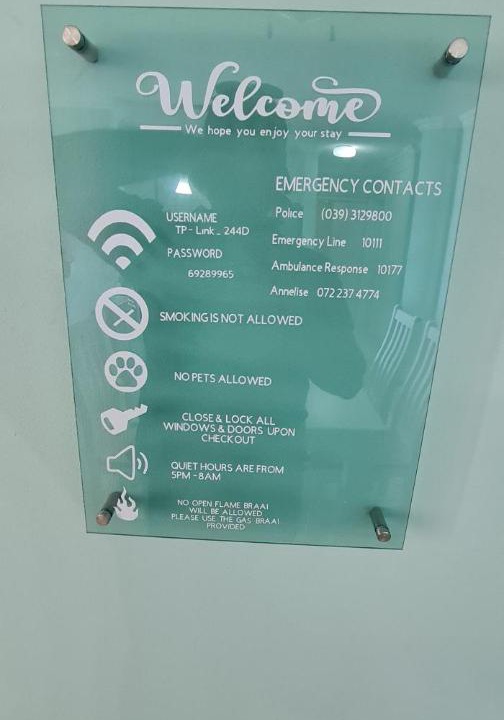 Welcome
We hope you enjoy your stay
EMERGENCY CONTACTS
Police (039) 3129800
Emergency Line 10111
Ambulance Response 10177
Annelise 072 237 4774
USERNAME
TP-Link_244D
PASSWORD
69289965
SMOKING IS NOT ALLOWED
NO PETS ALLOWED
CLOSE & LOCK ALL
WINDOWS & DOORS UPON
CHECKOUT
QUIET HOURS ARE FROM
5PM - 8AM
NO OPEN FLAME BRAAI
WILL BE ALLOWED
PLEASE USE THE GAS BRAAI
PROVIDED